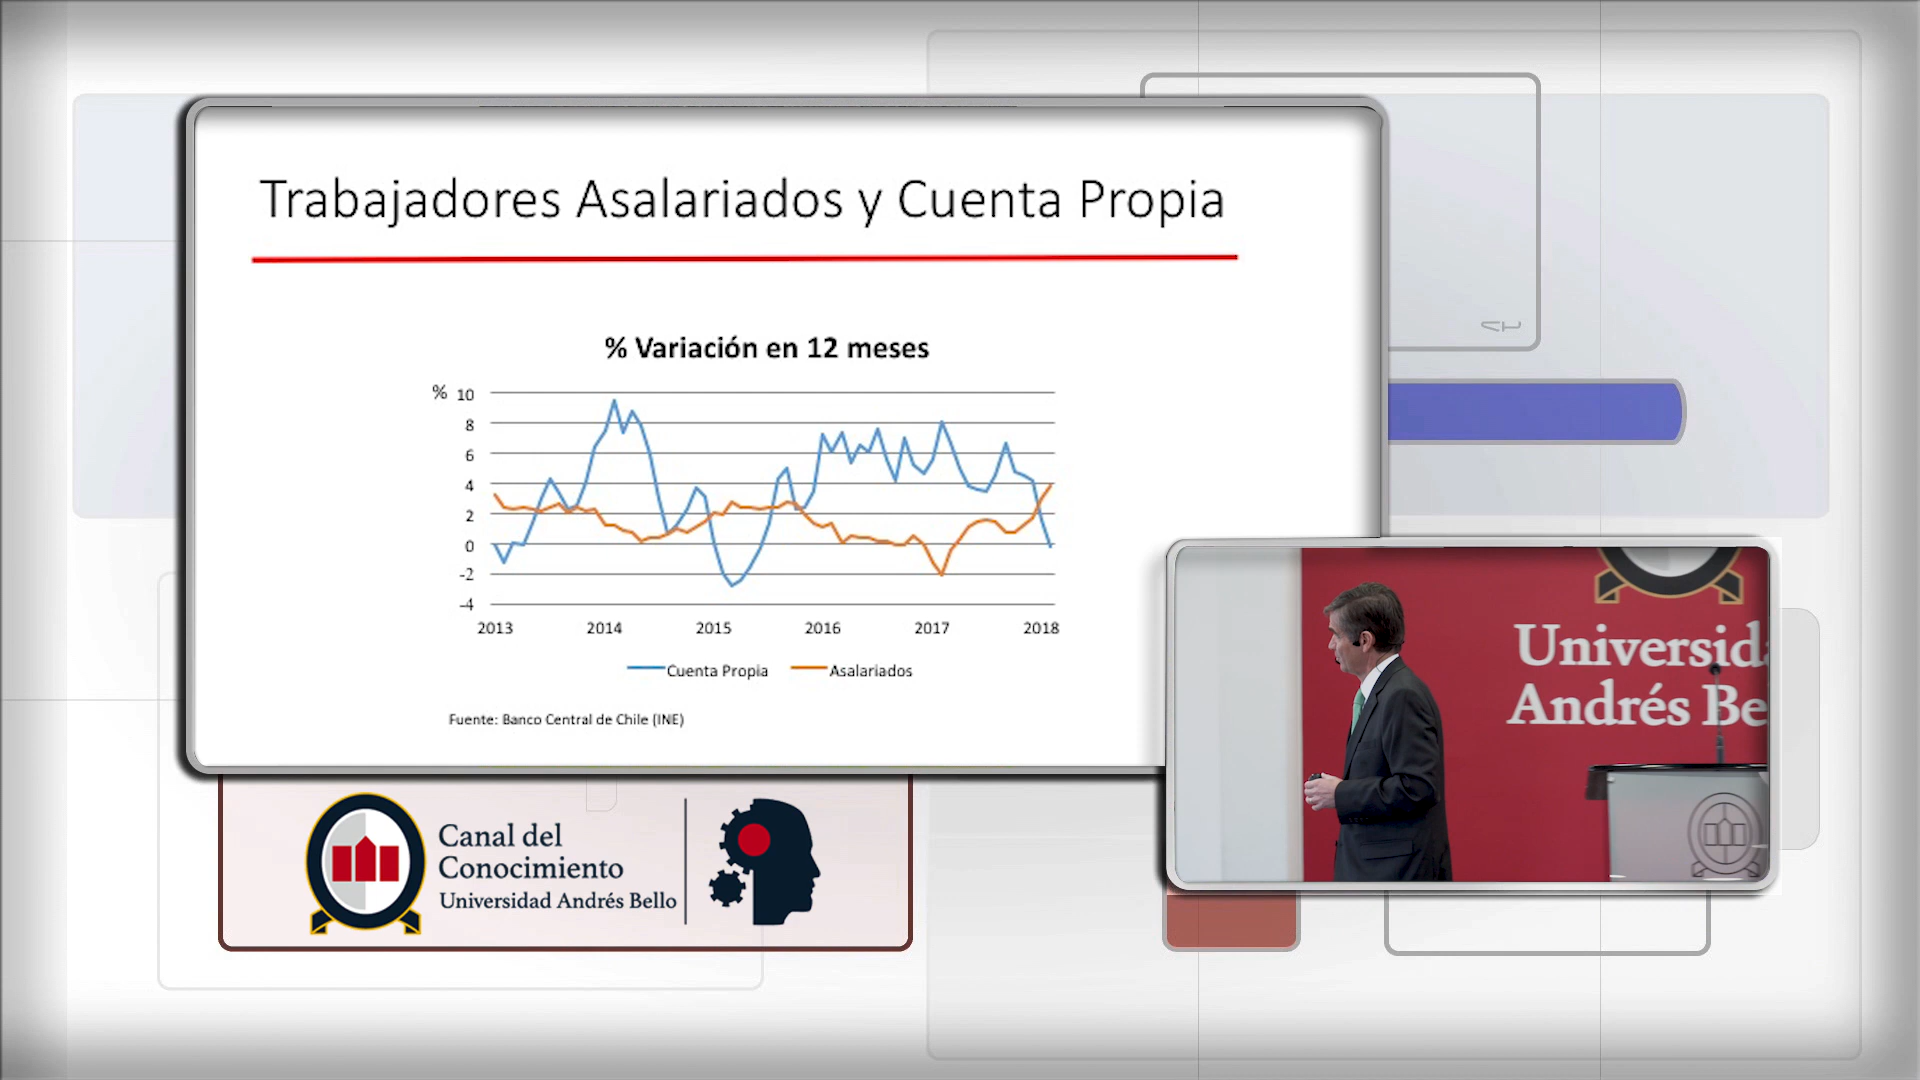 Trabajadores Asalariados y Cuenta Propia
% Variación en 12 meses
%
10
8
6
4
2
0
-2
-4
2013 2014 2015 2016 2017 2018
Cuenta Propia Asalariados
Fuente: Banco Central de Chile (INE)
Universid
Andrés Be
Canal del
Conocimiento
Universidad Andrés Bello